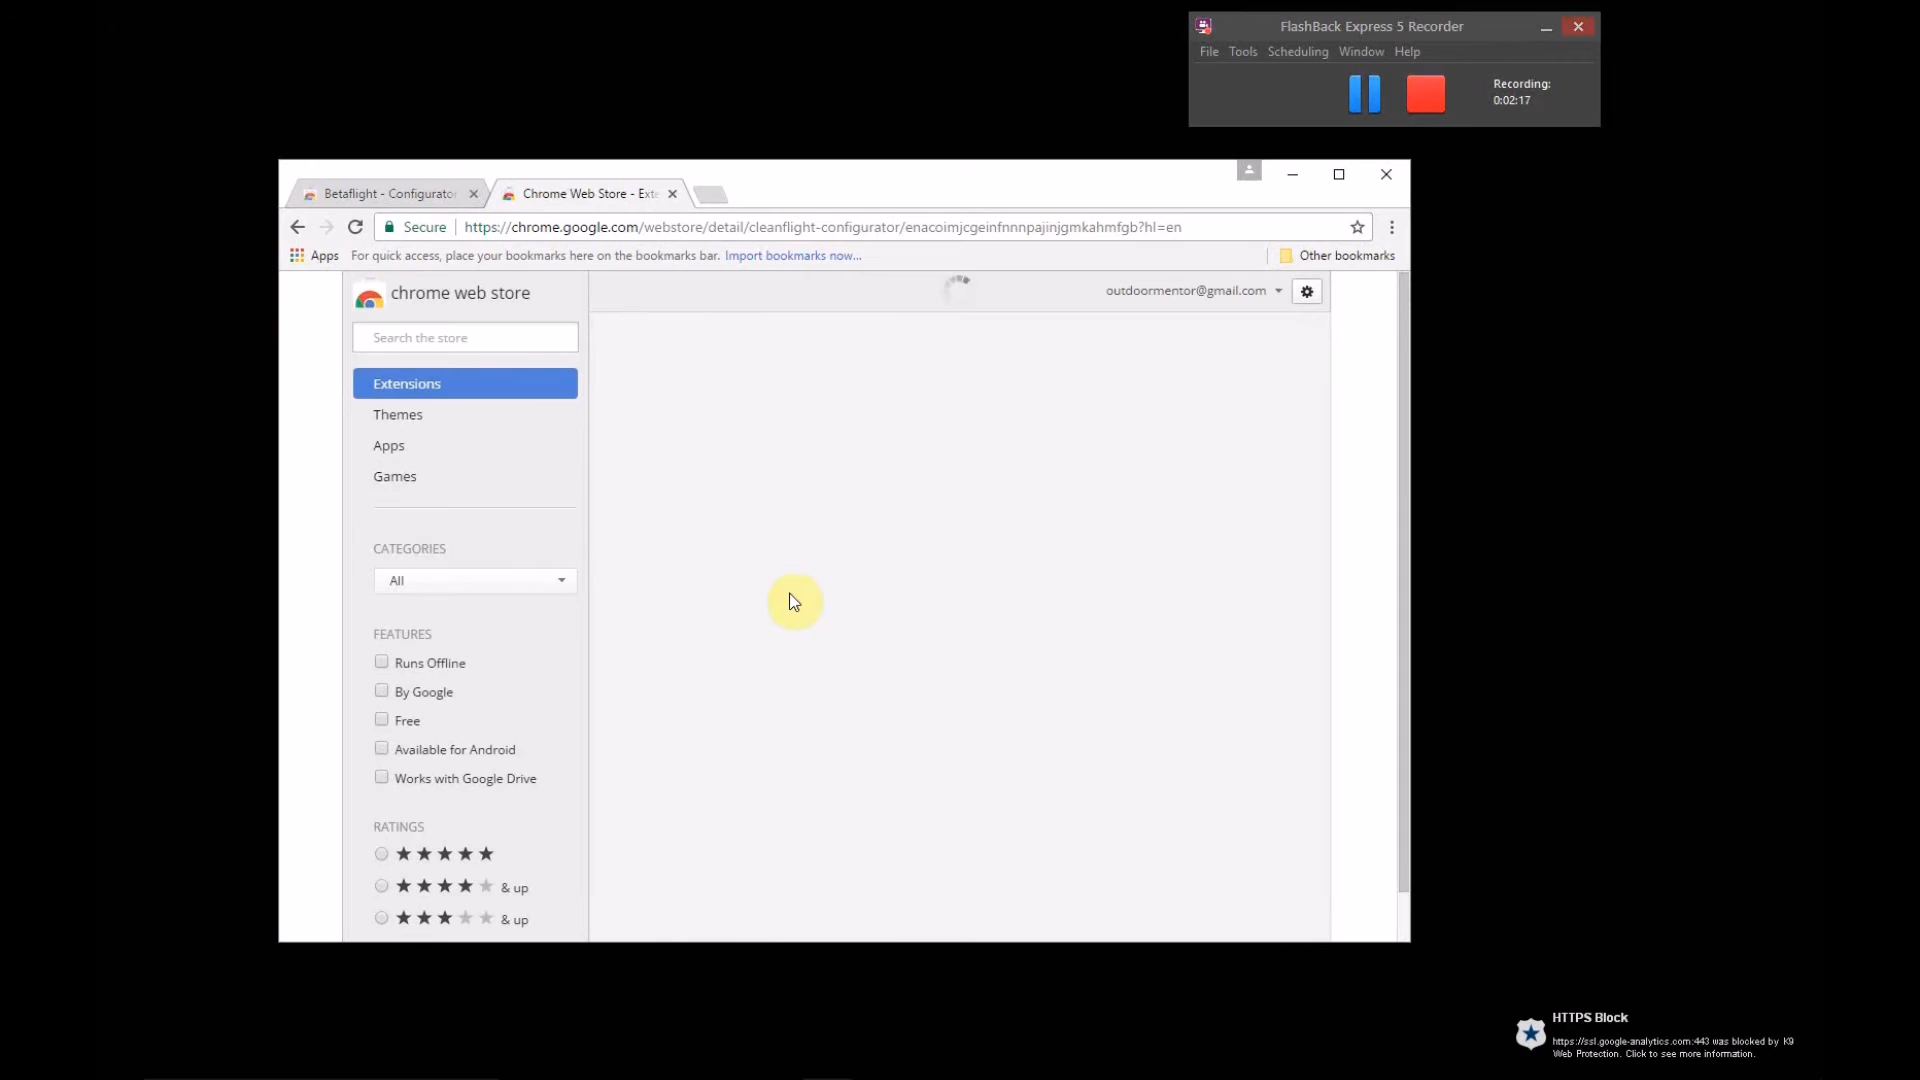 FlashBack Express 5 Recorder
File Tools Scheduling Window Help
Recording:
0:02:17
Betaflight - Configurator
Chrome Web Store - Exte
Secure https://chrome.google.com/webstore/detail/cleanflight-configurator/enacoimjcgeinfnnnpajinjgmkahmfgb?hl=en
Apps For quick access, place your bookmarks here on the bookmarks bar. Import bookmarks now... Other bookmarks
chrome web store
outdoormentor@gmail.com
Search the store
Extensions
Themes
Apps
Games
CATEGORIES
All
FEATURES
Runs Offline
By Google
Free
Available for Android
Works with Google Drive
RATINGS
& up
& up
HTTPS Block
https://ssl.google-analytics.com:443 was blocked by K9
Web Protection. Click to see more information.